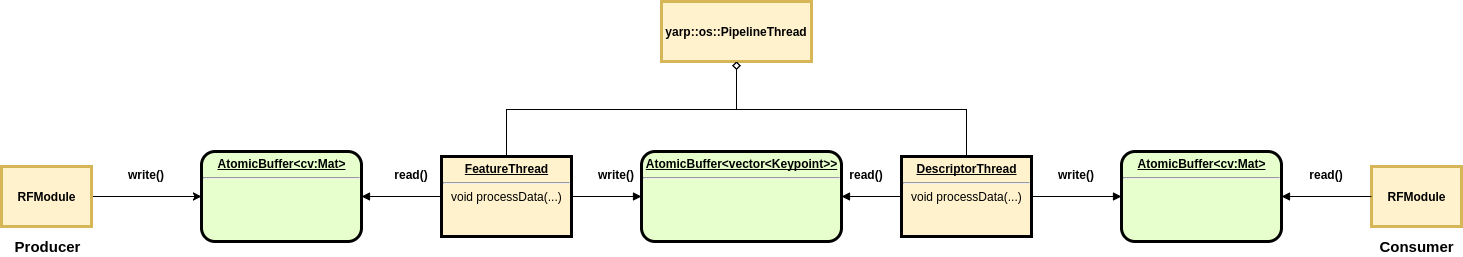 yarp::os::PipelineThread
RFModule
Producer
write()
AtomicBuffer<cv:Mat>
read()
FeatureThread
void processData(...)
write()
AtomicBuffer<vector<Keypoint>>
read()
DescriptorThread
void processData(...)
write()
AtomicBuffer<cv:Mat>
read()
RFModule
Consumer